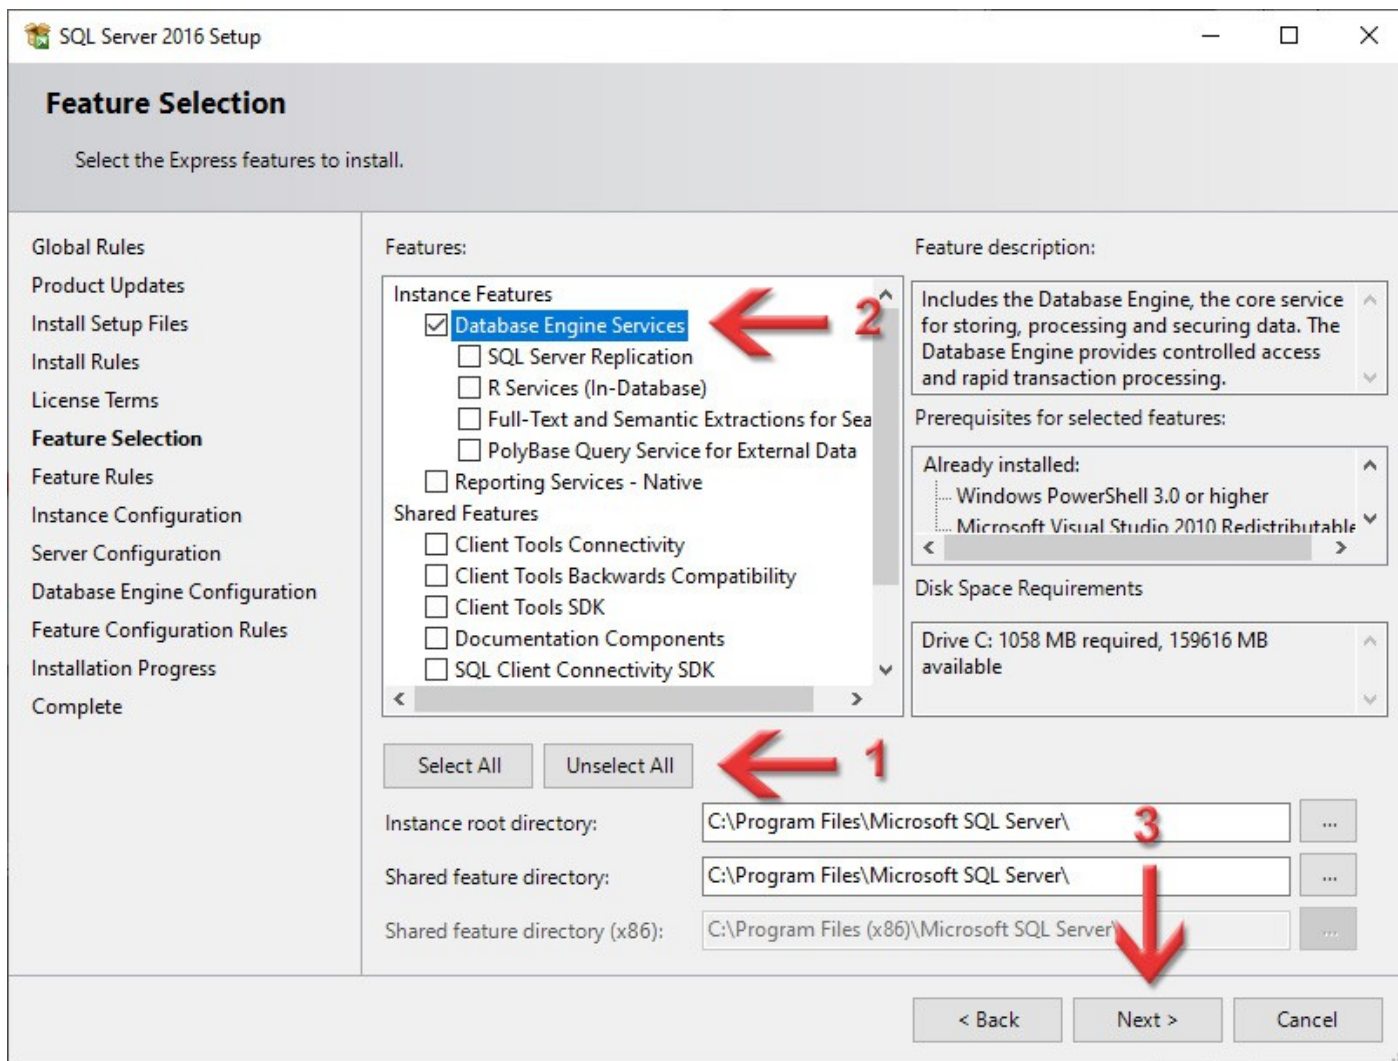 SQL Server 2016 Setup
Feature Selection
Select the Express features to install.
Global Rules
Product Updates
Install Setup Files
Install Rules
License Terms
Feature Selection
Feature Rules
Instance Configuration
Server Configuration
Database Engine Configuration
Feature Configuration Rules
Installation Progress
Complete
Features:
Instance Features
Database Engine Services
2
SQL Server Replication
R Services (In-Database)
Full-Text and Semantic Extractions for Sea
PolyBase Query Service for External Data
Reporting Services - Native
Shared Features
Client Tools Connectivity
Client Tools Backwards Compatibility
Client Tools SDK
Documentation Components
SQL Client Connectivity SDK
Feature description:
Includes the Database Engine, the core service
for storing, processing and securing data. The
Database Engine provides controlled access
and rapid transaction processing.
Prerequisites for selected features:
Already installed:
Windows PowerShell 3.0 or higher
Microsoft Visual Studio 2010 Redistributable
Disk Space Requirements
Drive C: 1058 MB required, 159616 MB
available
Select All
Unselect All
1
Instance root directory:
C:\Program Files\Microsoft SQL Server\
3
...
Shared feature directory:
C:\Program Files\Microsoft SQL Server\
...
Shared feature directory (x86):
C:\Program Files (x86)\Microsoft SQL Server\
...
< Back
Next >
Cancel